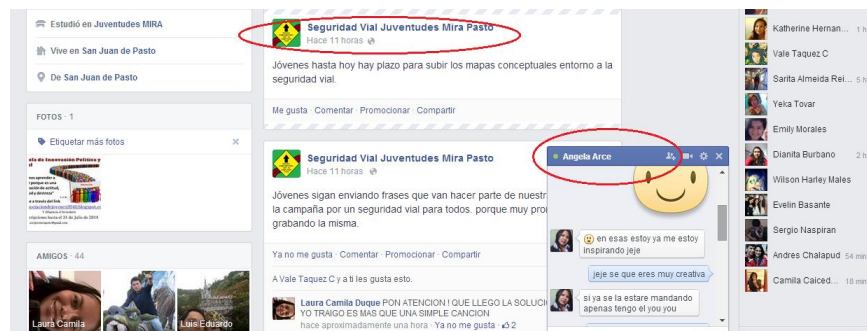 Estudió en Juventudes MIRA
Vive en San Juan de Pasto
De San Juan de Pasto
FOTOS · 1
Etiquetar más fotos
AMIGOS · 44
Laura Camila
Luis Eduardo
Seguridad Vial Juventudes Mira Pasto
Hace 11 horas
Jóvenes hasta hoy hay plazo para subir los mapas conceptuales entorno a la
seguridad vial.
Me gusta · Comentar · Promocionar · Compartir
Seguridad Vial Juventudes Mira Pasto
Hace 11 horas
Jóvenes sigan enviando frases que van hacer parte de nuestr
la campaña por un seguridad vial para todos. porque muy pro
grabando la misma.
Ya no me gusta · Comentar · Promocionar · Compartir
A Vale Taquez C y a ti les gusta esto.
Laura Camila Duque PON ATENCION ! QUE LLEGO LA SOLUCI
YO TRAIGO ES MAS QUE UNA SIMPLE CANCION
hace aproximadamente una hora · Ya no me gusta · 2
Angela Arce
en esas estoy ya me estoy
inspirando jeje
jeje se que eres muy creativa
si ya se la estare mandando
apenas tengo el you you
Katherine Hernan... 1 h
Vale Taquez C
Sarita Almeida Rei... 5 h
Yeka Tovar
Emily Morales
Dianita Burbano 2 h
Wilson Harley Males
Evelin Basante
Sergio Naspiran
Andres Chalapud 54 min
Camila Caiced... 18 min